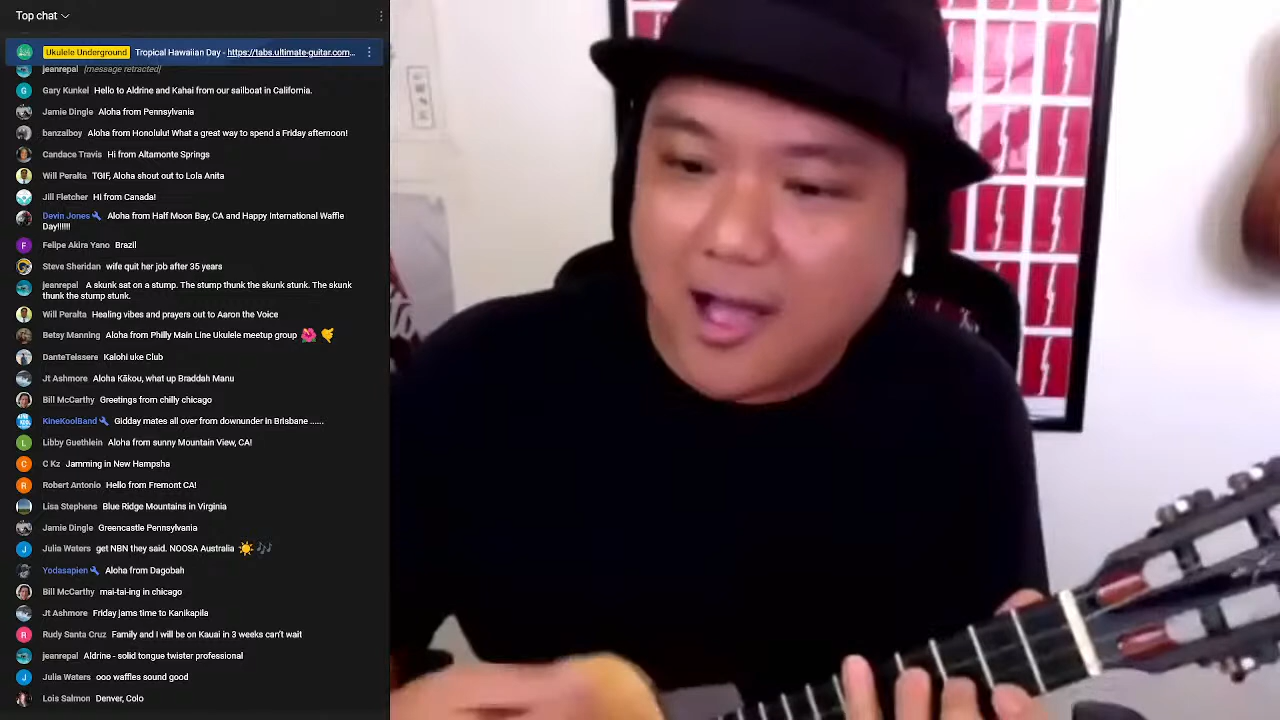 Top chat
Ukulele Underground Tropical Hawaiian Day - https://tabs.ultimate-guitar.com...
jeanrepal [message retracted]
Gary Kunkel Hello to Aldrine and Kahai from our sailboat in California.
Jamie Dingle Aloha from Pennsylvania
banzaiboy Aloha from Honolulu! What a great way to spend a Friday afternoon!
Candace Travis Hi from Altamonte Springs
Will Peralta TGIF, Aloha shout out to Lola Anita
Jill Fletcher Hi from Canada!
Devin Jones Aloha from Half Moon Bay, CA and Happy International Waffle
Day!!!!!!
F Felipe Akira Yano Brazil
Steve Sheridan wife quit her job after 35 years
jeanrepal A skunk sat on a stump. The stump thunk the skunk stunk. The skunk
thunk the stump stunk.
Will Peralta Healing vibes and prayers out to Aaron the Voice
Betsy Manning Aloha from Philly Main Line Ukulele meetup group 🌺 🤙
DanteTeissere Kalohi uke Club
Jt Ashmore Aloha Kākou, what up Braddah Manu
Bill McCarthy Greetings from chilly chicago
KineKoolBand Gidday mates all over from downunder in Brisbane ......
L Libby Guethlein Aloha from sunny Mountain View, CA!
C C Kz Jamming in New Hampsha
R Robert Antonio Hello from Fremont CA!
Lisa Stephens Blue Ridge Mountains in Virginia
Jamie Dingle Greencastle Pennsylvania
J Julia Waters get NBN they said. NOOSA Australia ☀️ 🎶
Yodasapien Aloha from Dagobah
Bill McCarthy mai-tai-ing in chicago
Jt Ashmore Friday jams time to Kanikapila
R Rudy Santa Cruz Family and I will be on Kauai in 3 weeks can't wait
jeanrepal Aldrine - solid tongue twister professional
J Julia Waters ooo waffles sound good
Lois Salmon Denver, Colo